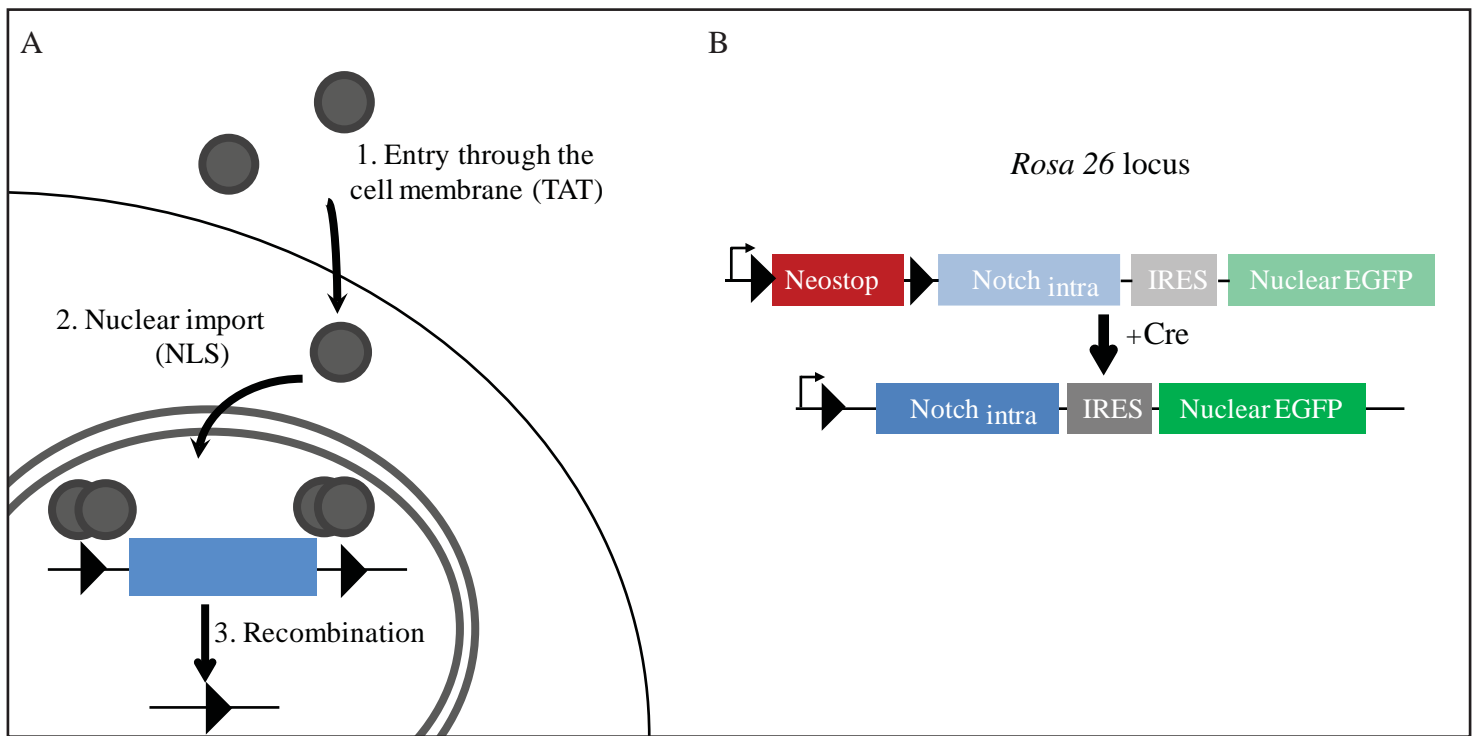 A
1. Entry through the
cell membrane (TAT)
2. Nuclear import
(NLS)
3. Recombination
B
Rosa 26 locus
Neostop Notch intra IRES Nuclear EGFP
+Cre
Notch intra IRES Nuclear EGFP